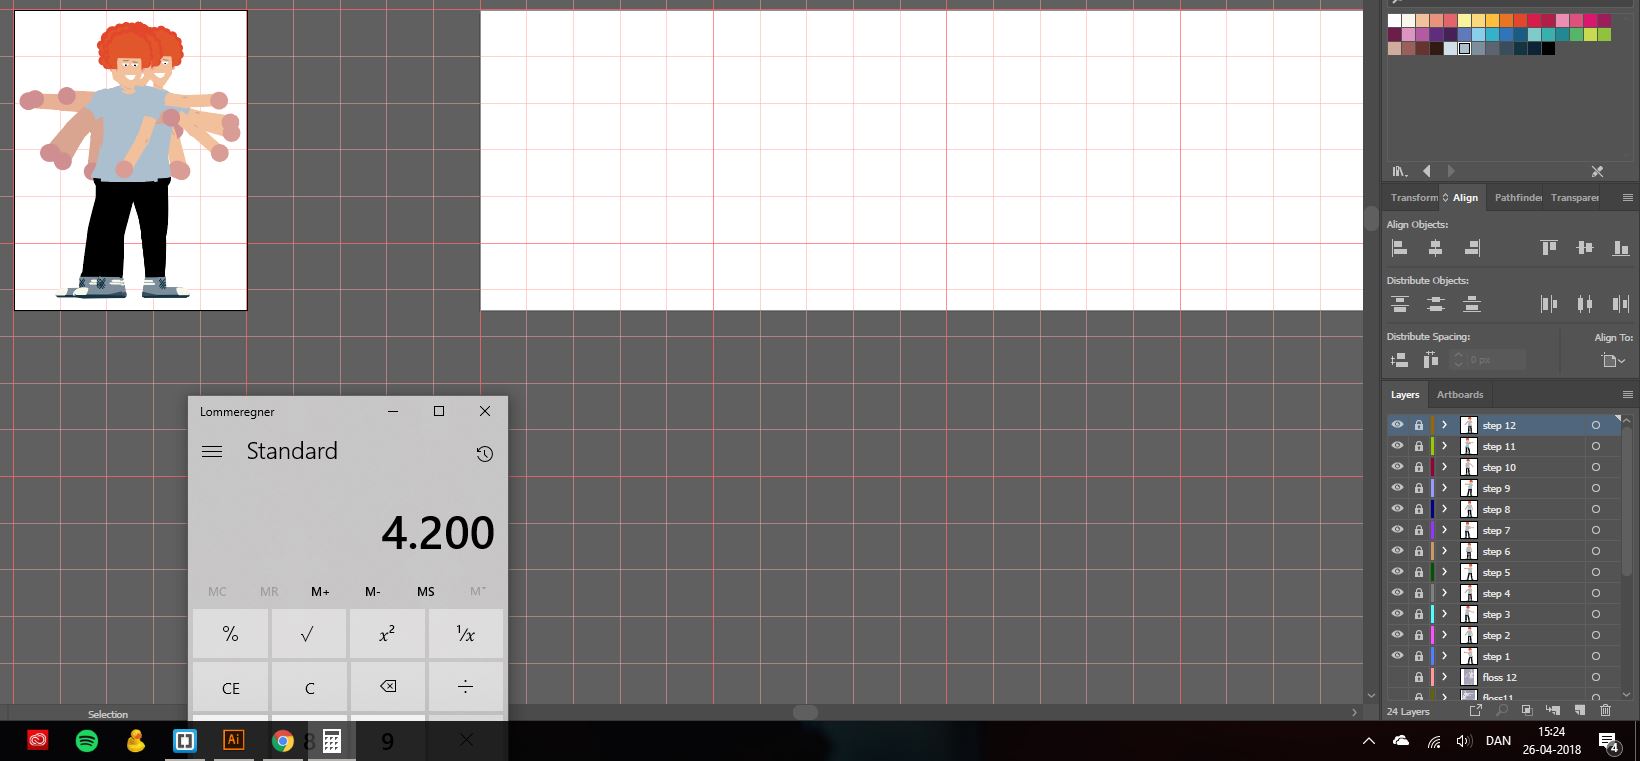 Transform
Align
Pathfinder
Transparer
Align Objects:
Distribute Objects:
Distribute Spacing:
Align To:
0 px
Layers
Artboards
step 12
step 11
step 10
step 9
step 8
step 7
step 6
step 5
step 4
step 3
step 2
step 1
floss 12
floss11
24 Layers
Lommeregner
Standard
4.200
MC MR M+ M- MS M˅
% √ x² ¹/x
CE C ÷
8 9 ×
Selection
Ai
DAN
15:24
26-04-2018
4